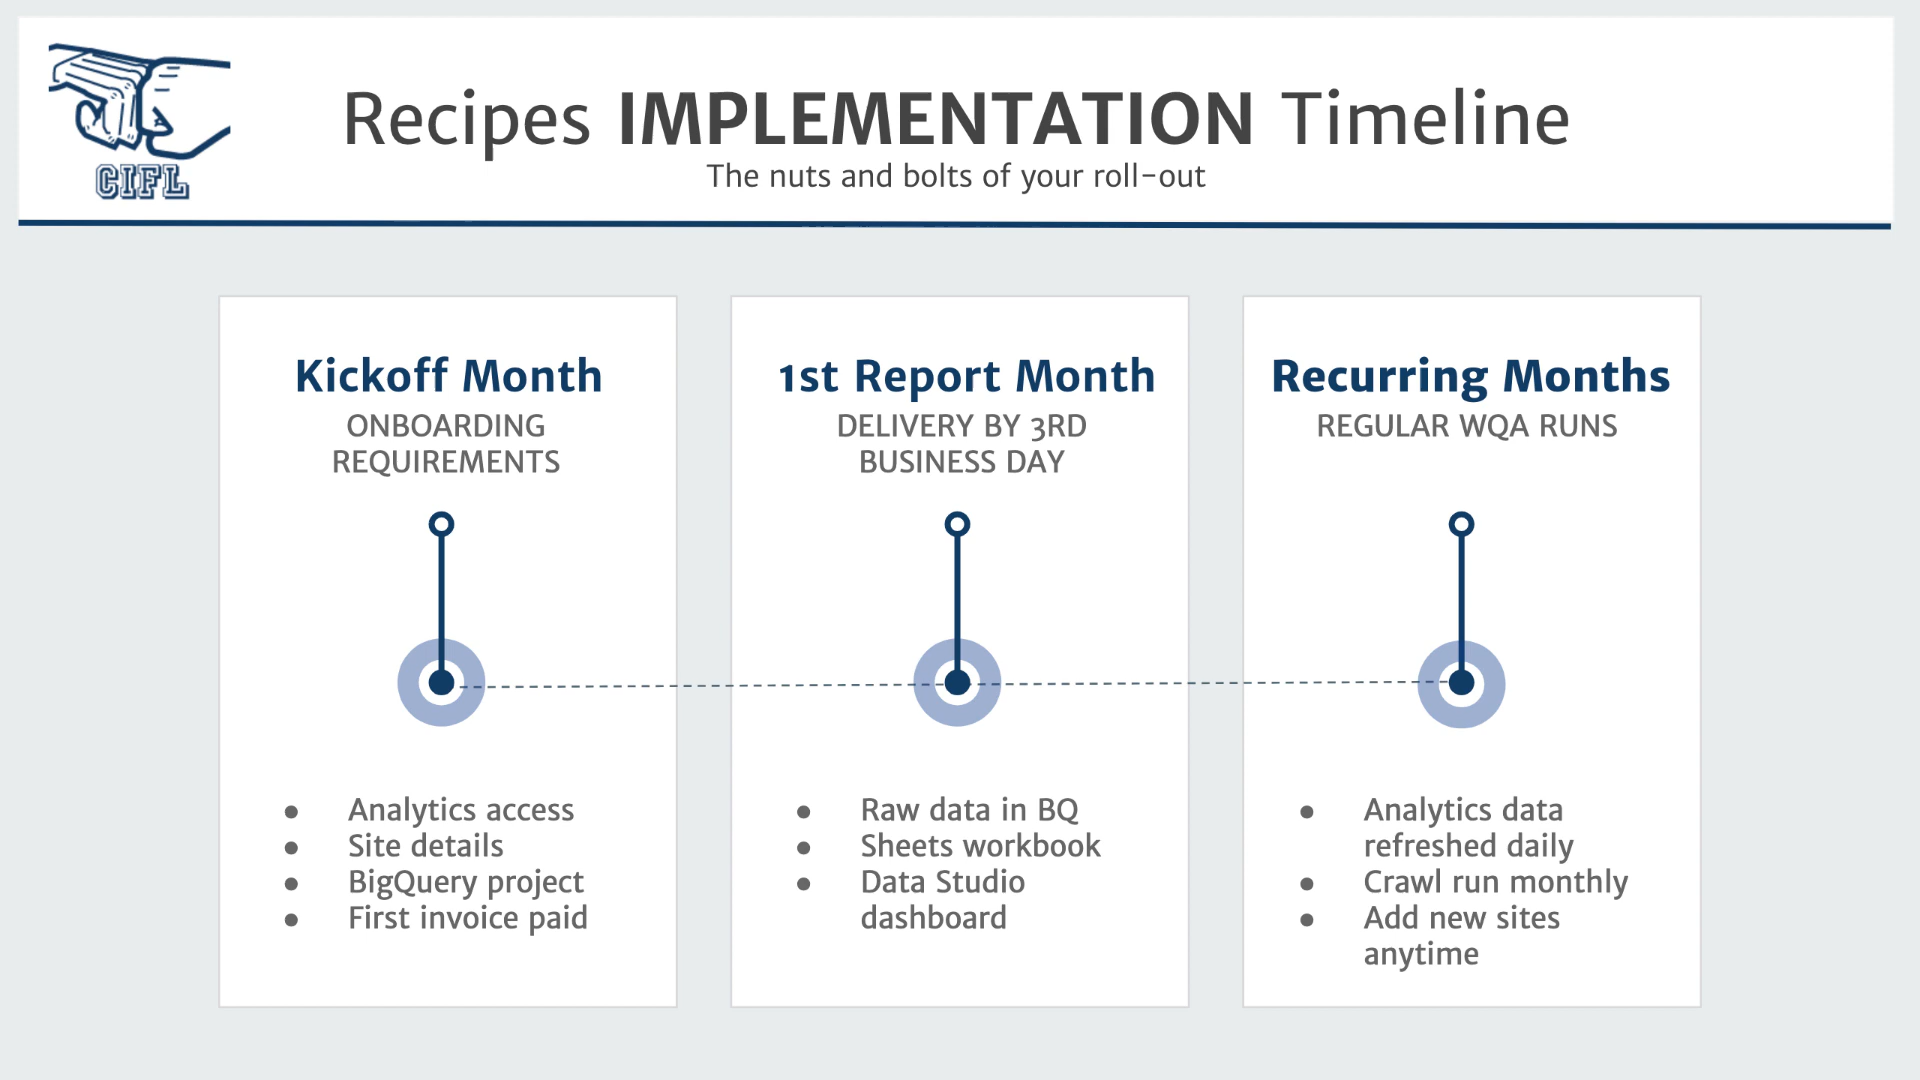 CIFL
Recipes IMPLEMENTATION Timeline
The nuts and bolts of your roll-out
Kickoff Month
ONBOARDING
REQUIREMENTS
● Analytics access
● Site details
● BigQuery project
● First invoice paid
1st Report Month
DELIVERY BY 3RD
BUSINESS DAY
● Raw data in BQ
● Sheets workbook
● Data Studio
dashboard
Recurring Months
REGULAR WQA RUNS
● Analytics data
refreshed daily
● Crawl run monthly
● Add new sites
anytime